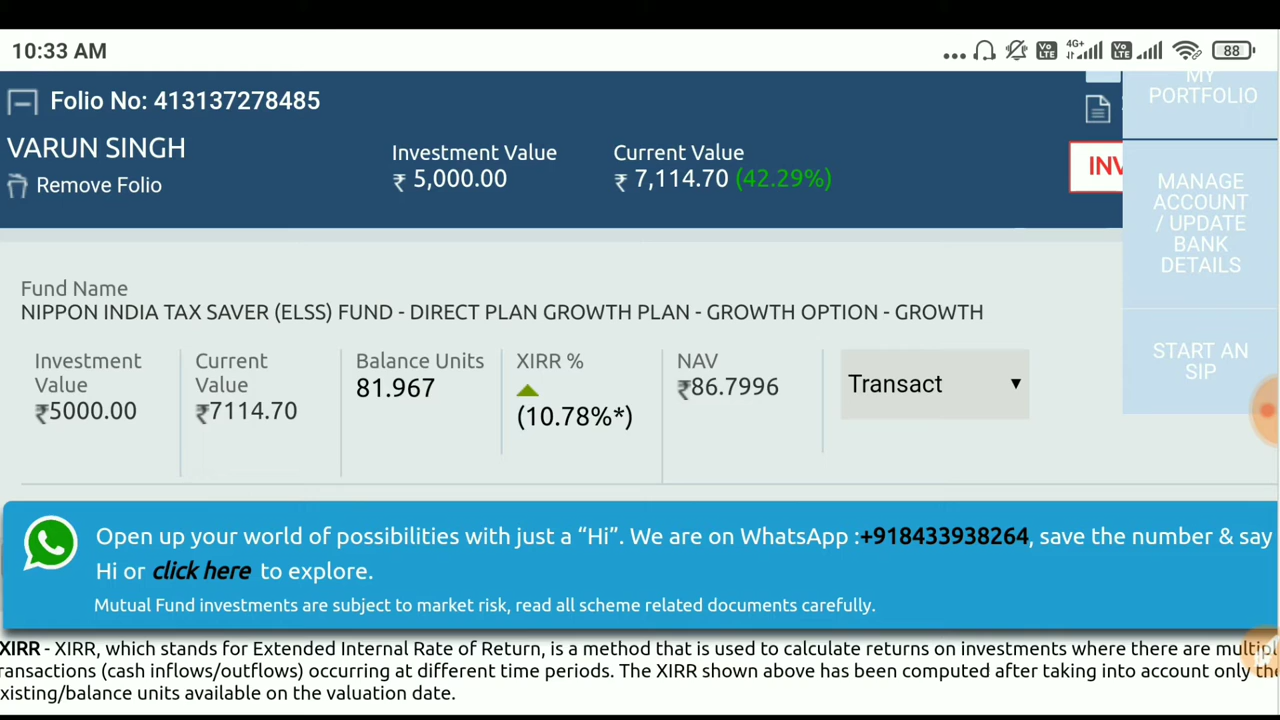 10:33 AM
4G+
Vo LTE
Vo LTE
88
Folio No: 413137278485
VARUN SINGH
Remove Folio
Investment Value
₹ 5,000.00
Current Value
₹ 7,114.70 (42.29%)
INV
MY
PORTFOLIO
MANAGE
ACCOUNT
/ UPDATE
BANK
DETAILS
START AN
SIP
Fund Name
NIPPON INDIA TAX SAVER (ELSS) FUND - DIRECT PLAN GROWTH PLAN - GROWTH OPTION - GROWTH
Investment
Value
₹5000.00
Current
Value
₹7114.70
Balance Units
81.967
XIRR %
(10.78%*)
NAV
₹86.7996
Transact
Open up your world of possibilities with just a “Hi”. We are on WhatsApp :+918433938264, save the number & say
Hi or click here to explore.
Mutual Fund investments are subject to market risk, read all scheme related documents carefully.
XIRR - XIRR, which stands for Extended Internal Rate of Return, is a method that is used to calculate returns on investments where there are multipl
ransactions (cash inflows/outflows) occurring at different time periods. The XIRR shown above has been computed after taking into account only th
xisting/balance units available on the valuation date.